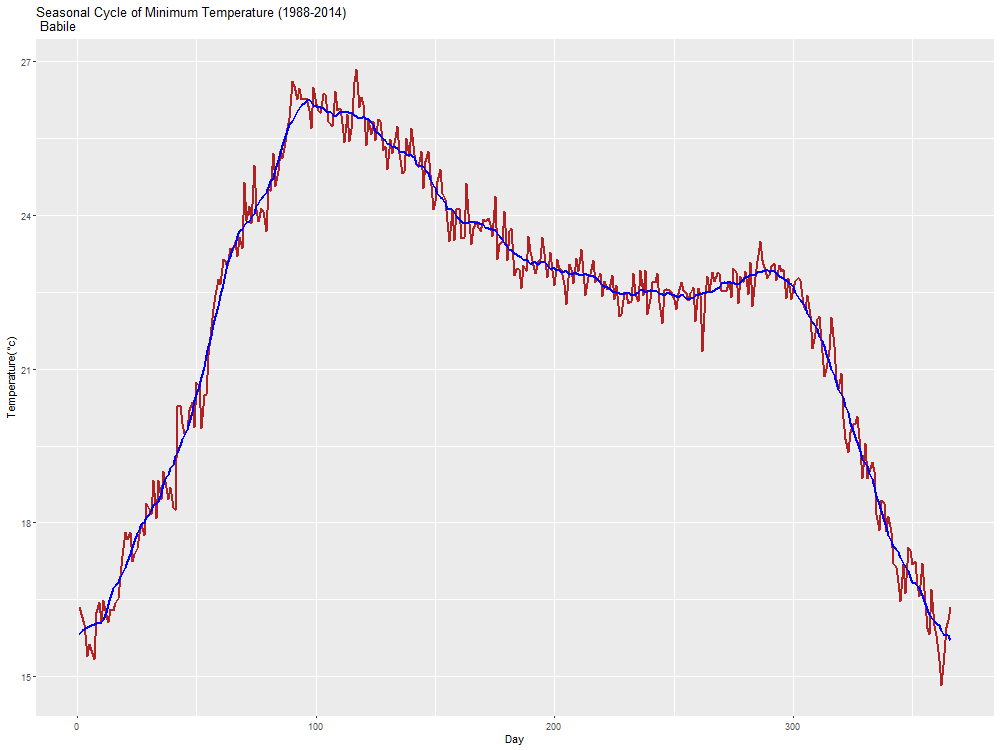 Seasonal Cycle of Minimum Temperature (1988-2014)
Babile
27
24
21
18
15
Temperature(°c)
0 100 200 300
Day